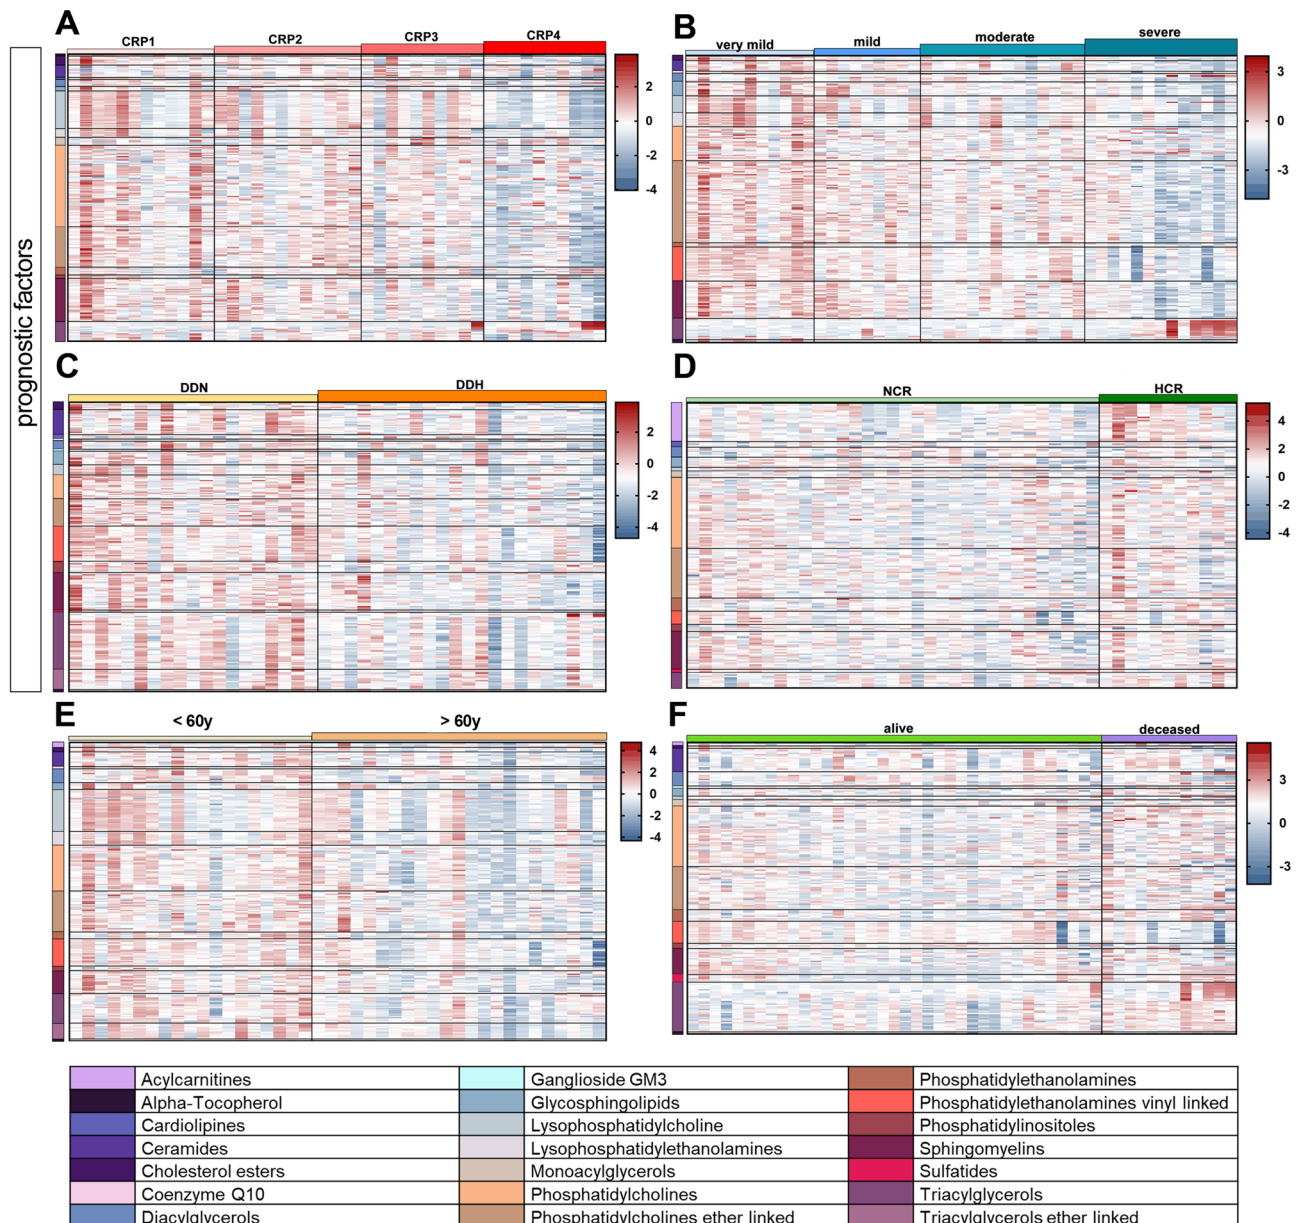 A
CRP1 CRP2 CRP3 CRP4
2
0
-2
-4
B
very mild mild moderate severe
3
0
-3
prognostic factors
C
DDN DDH
2
0
-2
-4
D
NCR HCR
4
2
0
-2
-4
E
< 60y > 60y
4
2
0
-2
-4
F
alive deceased
3
0
-3
Acylcarnitines Ganglioside GM3 Phosphatidylethanolamines
Alpha-Tocopherol Glycosphingolipids Phosphatidylethanolamines vinyl linked
Cardiolipines Lysophosphatidylcholine Phosphatidylinositoles
Ceramides Lysophosphatidylethanolamines Sphingomyelins
Cholesterol esters Monoacylglycerols Sulfatides
Coenzyme Q10 Phosphatidylcholines Triacylglycerols
Diacylglycerols Phosphatidylcholines ether linked Triacylglycerols ether linked